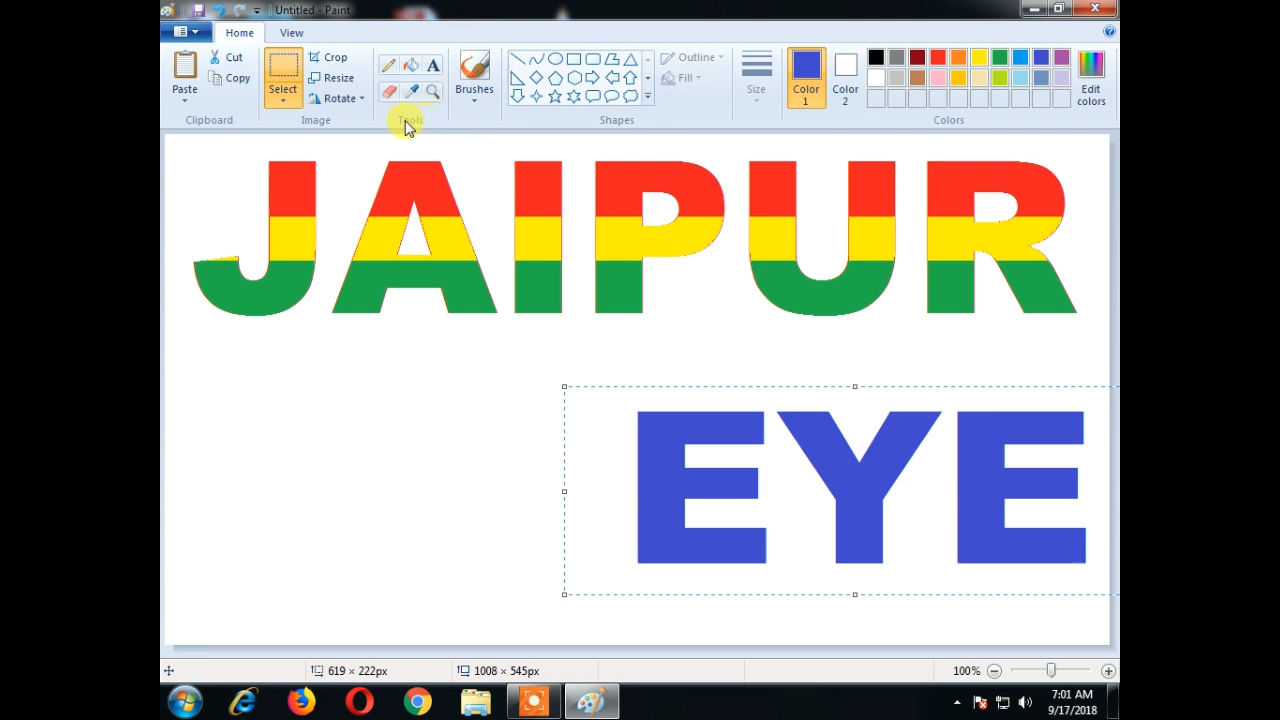 Untitled - Paint
Home View
Paste
Cut
Copy
Clipboard
Select
Crop
Resize
Rotate
Image
A
Tools
Brushes
Shapes
Outline
Fill
Size
Color 1
Color 2
Edit colors
Colors
JAIPUR
EYE
619 × 222px
1008 × 545px
100%
7:01 AM
9/17/2018